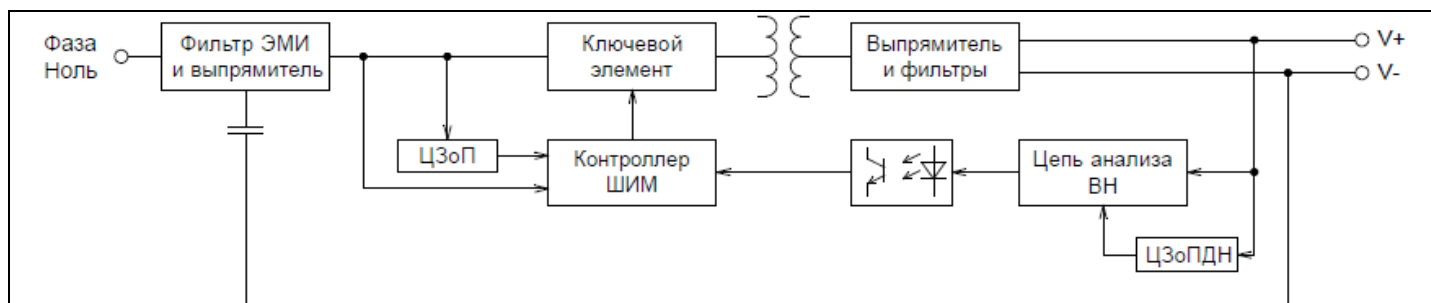 Фаза
Ноль
Фильтр ЭМИ
и выпрямитель
Ключевой
элемент
Выпрямитель
и фильтры
V+
V-
ЦЗоП
Контроллер
ШИМ
Цепь анализа
ВН
ЦЗоПДН